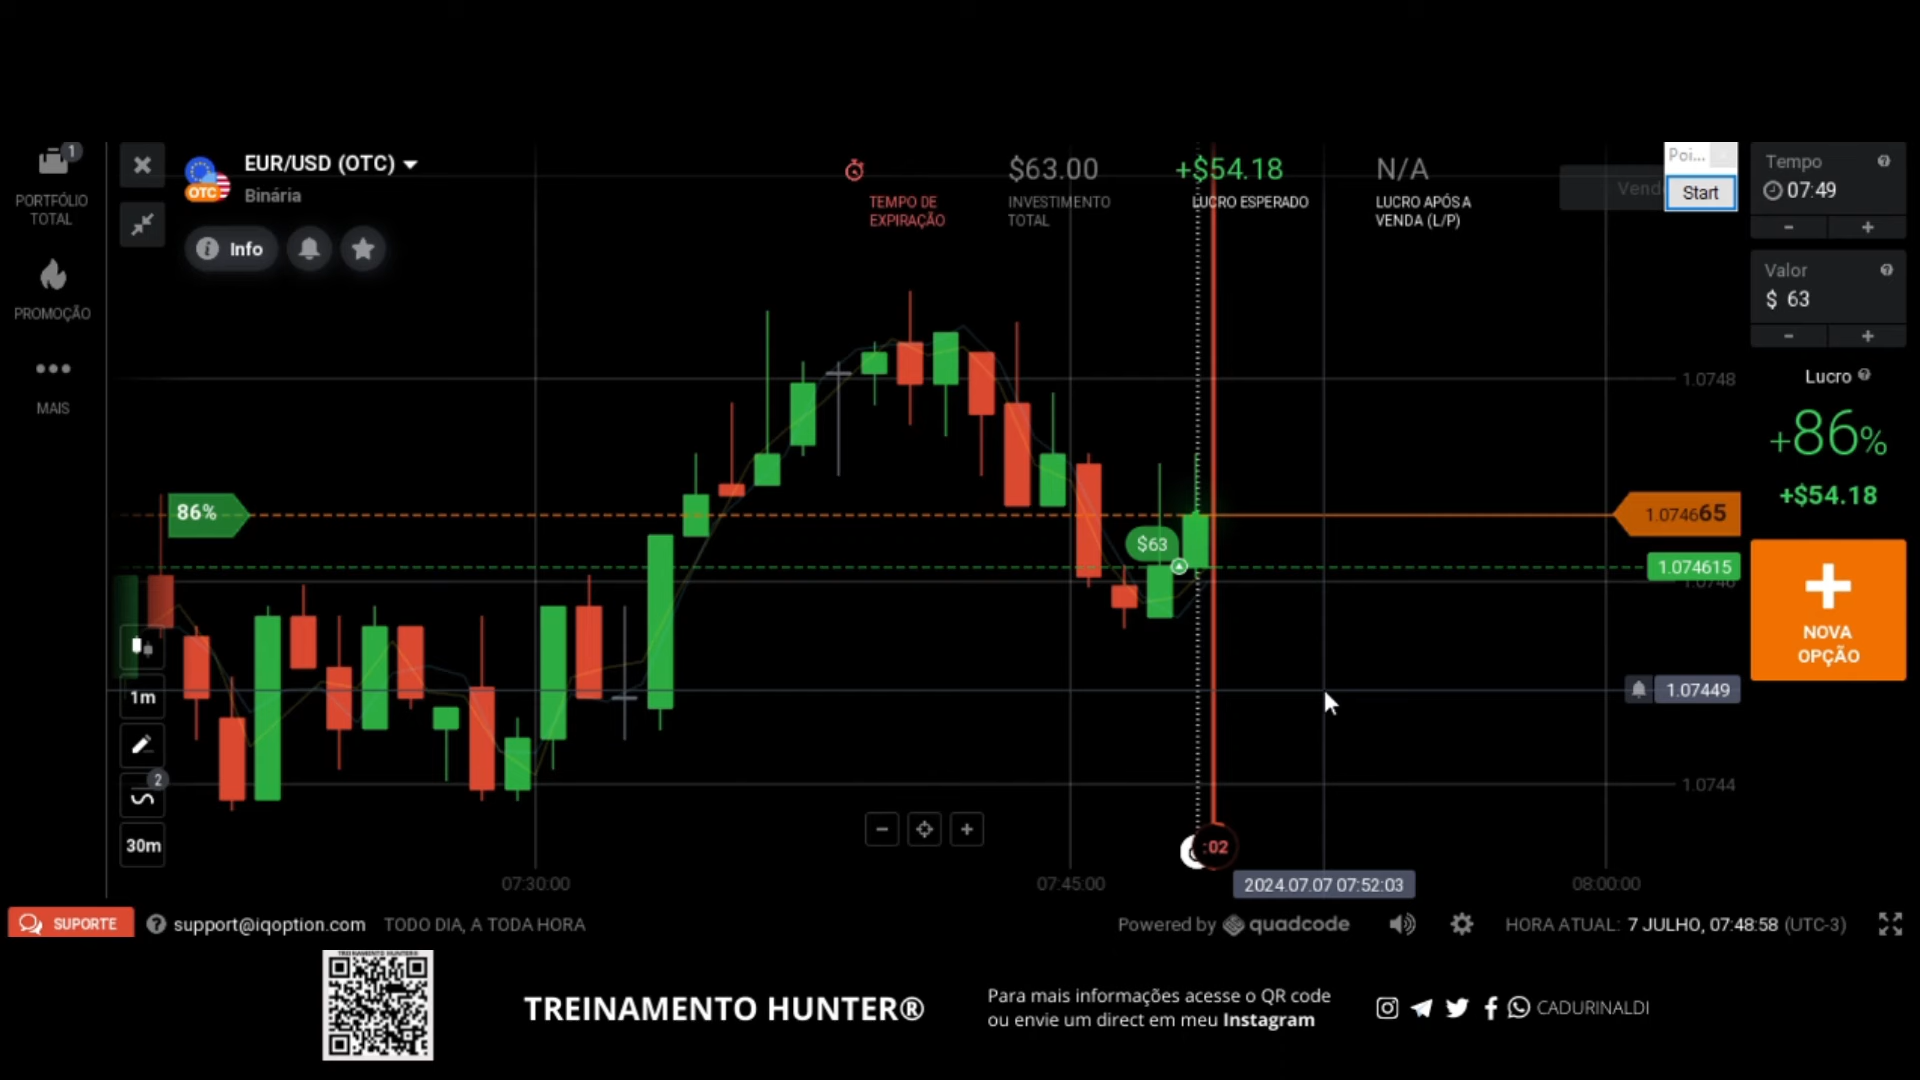 EUR/USD (OTC)
Binária
OTC
Info
1
PORTFÓLIO
TOTAL
PROMOÇÃO
MAIS
TEMPO DE
EXPIRAÇÃO
$63.00
INVESTIMENTO
TOTAL
+$54.18
LUCRO ESPERADO
N/A
LUCRO APÓS A
VENDA (L/P)
Poi...
Start
Tempo
07:49
Valor
$ 63
Lucro
+86%
+$54.18
NOVA
OPÇÃO
1.0748
86%
1.074665
$63
1.074615
1.0746
1m
1.07449
2
1.0744
30m
:02
07:30:00
07:45:00
2024.07.07 07:52:03
08:00:00
SUPORTE
support@iqoption.com
TODO DIA, A TODA HORA
Powered by quadcode
HORA ATUAL: 7 JULHO, 07:48:58 (UTC-3)
TREINAMENTO HUNTER®
TREINAMENTO HUNTER®
Para mais informações acesse o QR code
ou envie um direct em meu Instagram
CADURINALDI